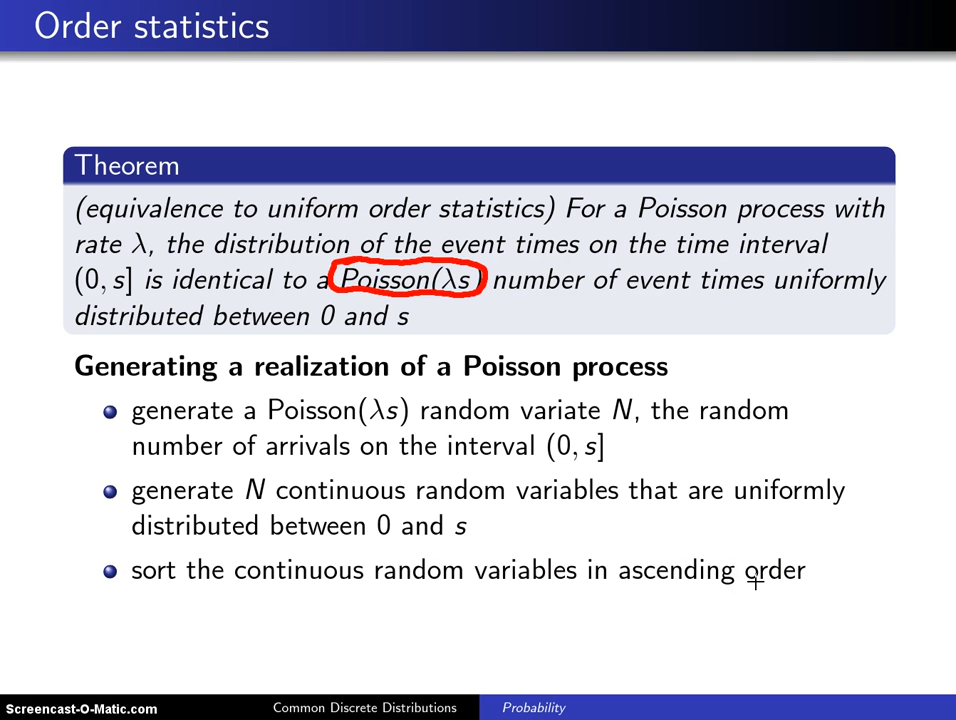 Order statistics
Theorem
(equivalence to uniform order statistics) For a Poisson process with
rate λ, the distribution of the event times on the time interval
(0, s] is identical to a Poisson(λs) number of event times uniformly
distributed between 0 and s
Generating a realization of a Poisson process
generate a Poisson(λs) random variate N, the random
number of arrivals on the interval (0, s]
generate N continuous random variables that are uniformly
distributed between 0 and s
sort the continuous random variables in ascending order
Screencast-O-Matic.com Common Discrete Distributions Probability